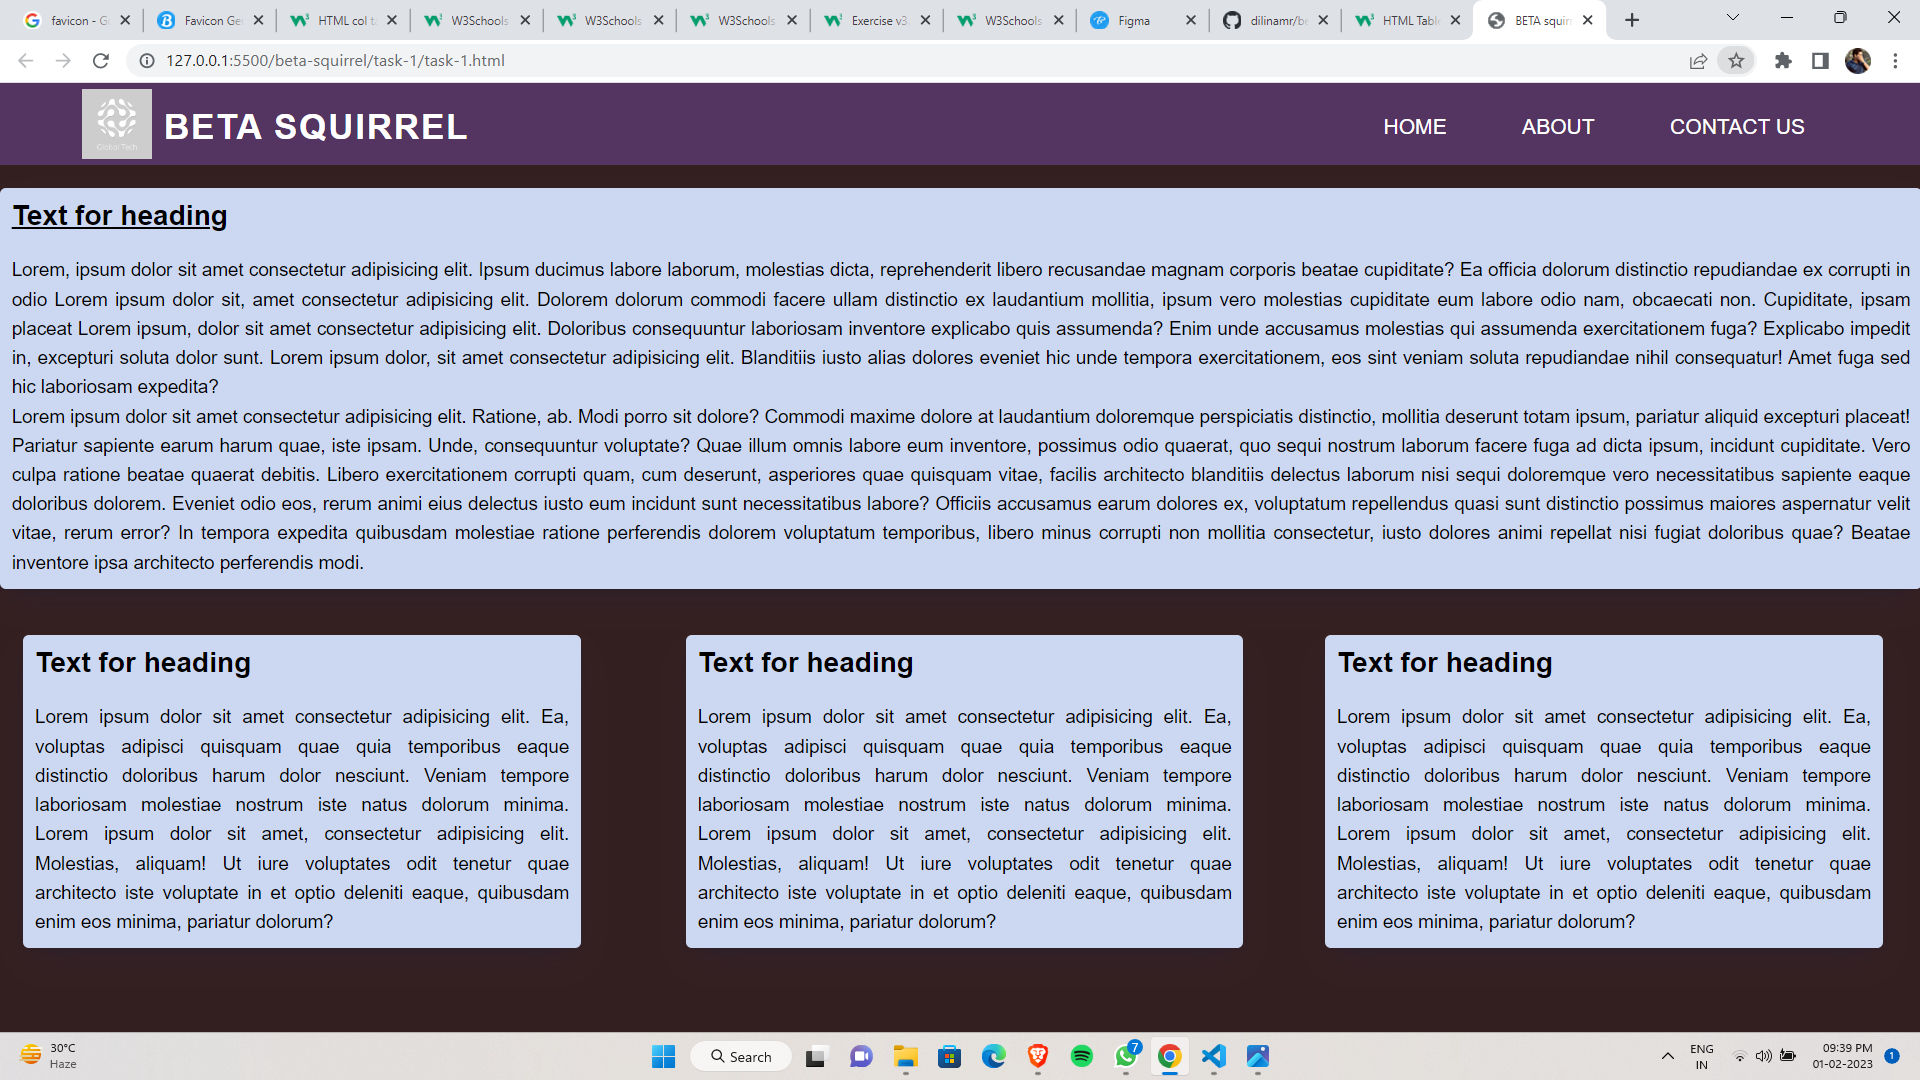 favicon - G
Favicon Ge
HTML col t
W3Schools
W3Schools
W3Schools
Exercise v3
W3Schools
Figma
dilinamr/be
HTML Tabl
BETA squir
127.0.0.1:5500/beta-squirrel/task-1/task-1.html
Global Tech
BETA SQUIRREL
HOME
ABOUT
CONTACT US
Text for heading
Lorem, ipsum dolor sit amet consectetur adipisicing elit. Ipsum ducimus labore laborum, molestias dicta, reprehenderit libero recusandae magnam corporis beatae cupiditate? Ea officia dolorum distinctio repudiandae ex corrupti in
odio Lorem ipsum dolor sit, amet consectetur adipisicing elit. Dolorem dolorum commodi facere ullam distinctio ex laudantium mollitia, ipsum vero molestias cupiditate eum labore odio nam, obcaecati non. Cupiditate, ipsam
placeat Lorem ipsum, dolor sit amet consectetur adipisicing elit. Doloribus consequuntur laboriosam inventore explicabo quis assumenda? Enim unde accusamus molestias qui assumenda exercitationem fuga? Explicabo impedit
in, excepturi soluta dolor sunt. Lorem ipsum dolor, sit amet consectetur adipisicing elit. Blanditiis iusto alias dolores eveniet hic unde tempora exercitationem, eos sint veniam soluta repudiandae nihil consequatur! Amet fuga sed
hic laboriosam expedita?
Lorem ipsum dolor sit amet consectetur adipisicing elit. Ratione, ab. Modi porro sit dolore? Commodi maxime dolore at laudantium doloremque perspiciatis distinctio, mollitia deserunt totam ipsum, pariatur aliquid excepturi placeat!
Pariatur sapiente earum harum quae, iste ipsam. Unde, consequuntur voluptate? Quae illum omnis labore eum inventore, possimus odio quaerat, quo sequi nostrum laborum facere fuga ad dicta ipsum, incidunt cupiditate. Vero
culpa ratione beatae quaerat debitis. Libero exercitationem corrupti quam, cum deserunt, asperiores quae quisquam vitae, facilis architecto blanditiis delectus laborum nisi sequi doloremque vero necessitatibus sapiente eaque
doloribus dolorem. Eveniet odio eos, rerum animi eius delectus iusto eum incidunt sunt necessitatibus labore? Officiis accusamus earum dolores ex, voluptatum repellendus quasi sunt distinctio possimus maiores aspernatur velit
vitae, rerum error? In tempora expedita quibusdam molestiae ratione perferendis dolorem voluptatum temporibus, libero minus corrupti non mollitia consectetur, iusto dolores animi repellat nisi fugiat doloribus quae? Beatae
inventore ipsa architecto perferendis modi.
Text for heading
Lorem ipsum dolor sit amet consectetur adipisicing elit. Ea,
voluptas adipisci quisquam quae quia temporibus eaque
distinctio doloribus harum dolor nesciunt. Veniam tempore
laboriosam molestiae nostrum iste natus dolorum minima.
Lorem ipsum dolor sit amet, consectetur adipisicing elit.
Molestias, aliquam! Ut iure voluptates odit tenetur quae
architecto iste voluptate in et optio deleniti eaque, quibusdam
enim eos minima, pariatur dolorum?
Text for heading
Lorem ipsum dolor sit amet consectetur adipisicing elit. Ea,
voluptas adipisci quisquam quae quia temporibus eaque
distinctio doloribus harum dolor nesciunt. Veniam tempore
laboriosam molestiae nostrum iste natus dolorum minima.
Lorem ipsum dolor sit amet, consectetur adipisicing elit.
Molestias, aliquam! Ut iure voluptates odit tenetur quae
architecto iste voluptate in et optio deleniti eaque, quibusdam
enim eos minima, pariatur dolorum?
Text for heading
Lorem ipsum dolor sit amet consectetur adipisicing elit. Ea,
voluptas adipisci quisquam quae quia temporibus eaque
distinctio doloribus harum dolor nesciunt. Veniam tempore
laboriosam molestiae nostrum iste natus dolorum minima.
Lorem ipsum dolor sit amet, consectetur adipisicing elit.
Molestias, aliquam! Ut iure voluptates odit tenetur quae
architecto iste voluptate in et optio deleniti eaque, quibusdam
enim eos minima, pariatur dolorum?
30°C
Haze
Search
7
ENG
IN
09:39 PM
01-02-2023
1